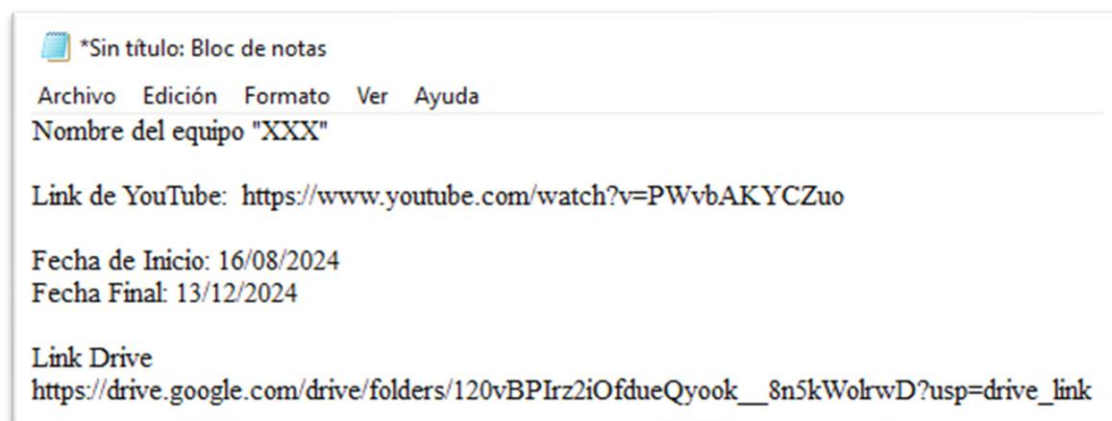 *Sin título: Bloc de notas
Archivo Edición Formato Ver Ayuda
Nombre del equipo "XXX"
Link de YouTube: https://www.youtube.com/watch?v=PWvbAKYCZuo
Fecha de Inicio: 16/08/2024
Fecha Final: 13/12/2024
Link Drive
https://drive.google.com/drive/folders/120vBPIrz2iOfdueQyook__8n5kWolrwD?usp=drive_link